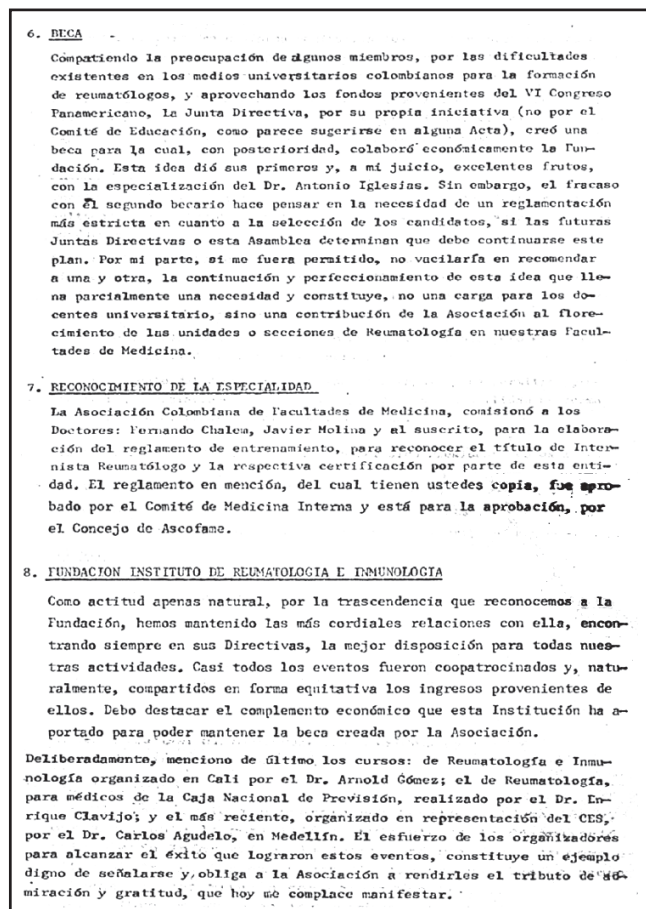 6. BECA
Compatiendo la preocupación de algunos miembros, por las dificultades
existentes en los medios universitarios colombianos para la formación
de reumatólogos, y aprovechando los fondos provenientes del VI Congreso
Panamericano, La Junta Directiva, por su propia iniciativa (no por el
Comité de Educación, como parece sugerirse en alguna Acta), creó una
beca para la cual, con posterioridad, colaboró económicamente la Fun-
dación. Esta idea dió sus primeros y, a mi juicio, excelentes frutos,
con la especialización del Dr. Antonio Iglesias. Sin embargo, el fracaso
con el segundo becario hace pensar en la necesidad de un reglamentación
más estricta en cuanto a la selección de los candidatos, si las futuras
Juntas Directivas o esta Asamblea determinan que debe continuarse este
plan. Por mi parte, si me fuera permitido, no vacilaría en recomendar
a una y otra, la continuación y perfeccionamiento de esta idea que lle-
na parcialmente una necesidad y constituye, no una carga para los do-
centes universitario, sino una contribución de la Asociación al flore-
cimiento de las unidades o secciones de Reumatología en nuestras Facul-
tades de Medicina.
7. RECONOCIMIENTO DE LA ESPECIALIDAD
La Asociación Colombiana de Facultades de Medicina, comisionó a los
Doctores: Fernando Chalem, Javier Molina y al suscrito, para la elabora-
ción del reglamento de entrenamiento, para reconocer el título de Inter-
nista Reumatólogo y la respectiva certificación por parte de esta enti-
dad. El reglamento en mención, del cual tienen ustedes copia, fue apro-
bado por el Comité de Medicina Interna y está para la aprobación, por
el Concejo de Ascofame.
8. FUNDACION INSTITUTO DE REUMATOLOGIA E INMUNOLOGIA
Como actitud apenas natural, por la trascendencia que reconocemos a la
Fundación, hemos mantenido las más cordiales relaciones con ella, encon-
trando siempre en sus Directivas, la mejor disposición para todas nues-
tras actividades. Casi todos los eventos fueron coopatrocinados y, natu-
ralmente, compartidos en forma equitativa los ingresos provenientes de
ellos. Debo destacar el complemento económico que esta Institución ha a-
portado para poder mantener la beca creada por la Asociación.
Deliberadamente, menciono de último los cursos: de Reumatología e Inmu-
nología organizado en Cali por el Dr. Arnold Gómez; el de Reumatología,
para médicos de la Caja Nacional de Previsión, realizado por el Dr. En-
rique Clavijo; y el más reciente, organizado en representación del CES,
por el Dr. Carlos Agudelo, en Medellín. El esfuerzo de los organizadores
para alcanzar el éxito que lograron estos eventos, constituye un ejemplo
digno de señalarse y obliga a la Asociación a rendirles el tributo de ad-
miración y gratitud, que hoy me complace manifestar.